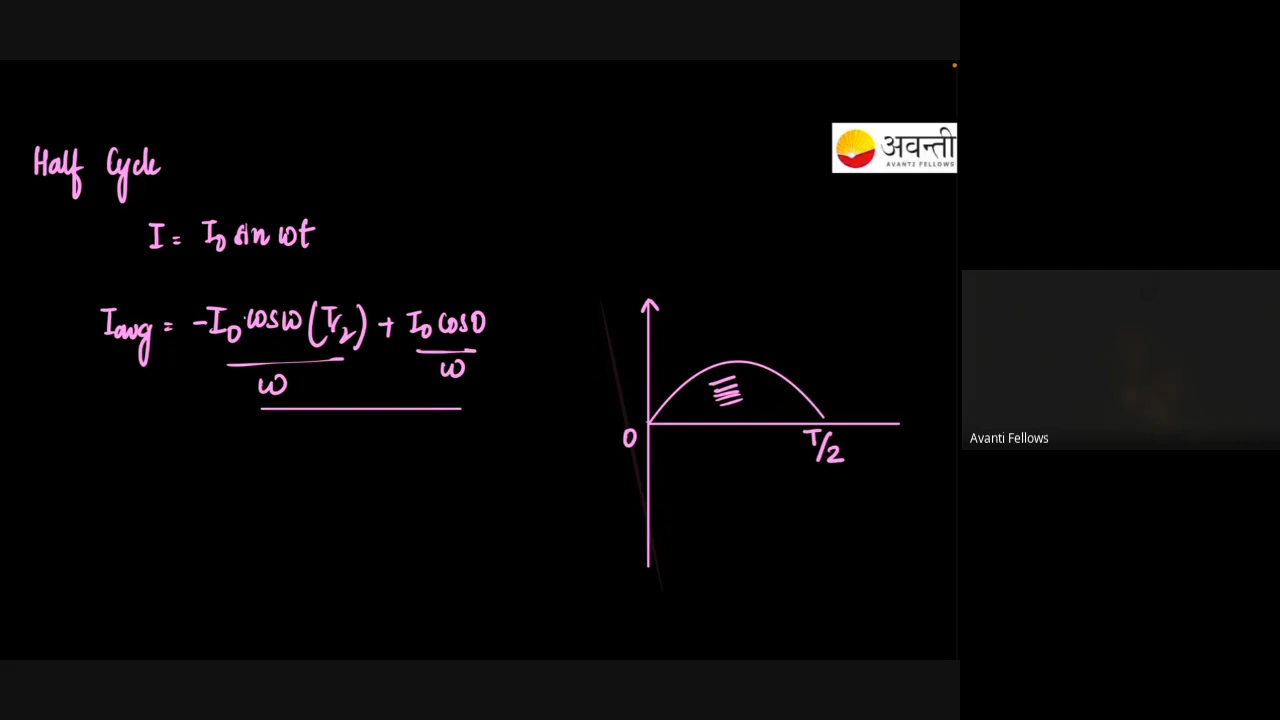 Half Cycle
I = I₀ sin ωt
Iavg = -I₀ cos ω(T/2) / ω + I₀ cos 0 / ω
0
T/2
अवन्ती
AVANTI FELLOWS
Avanti Fellows